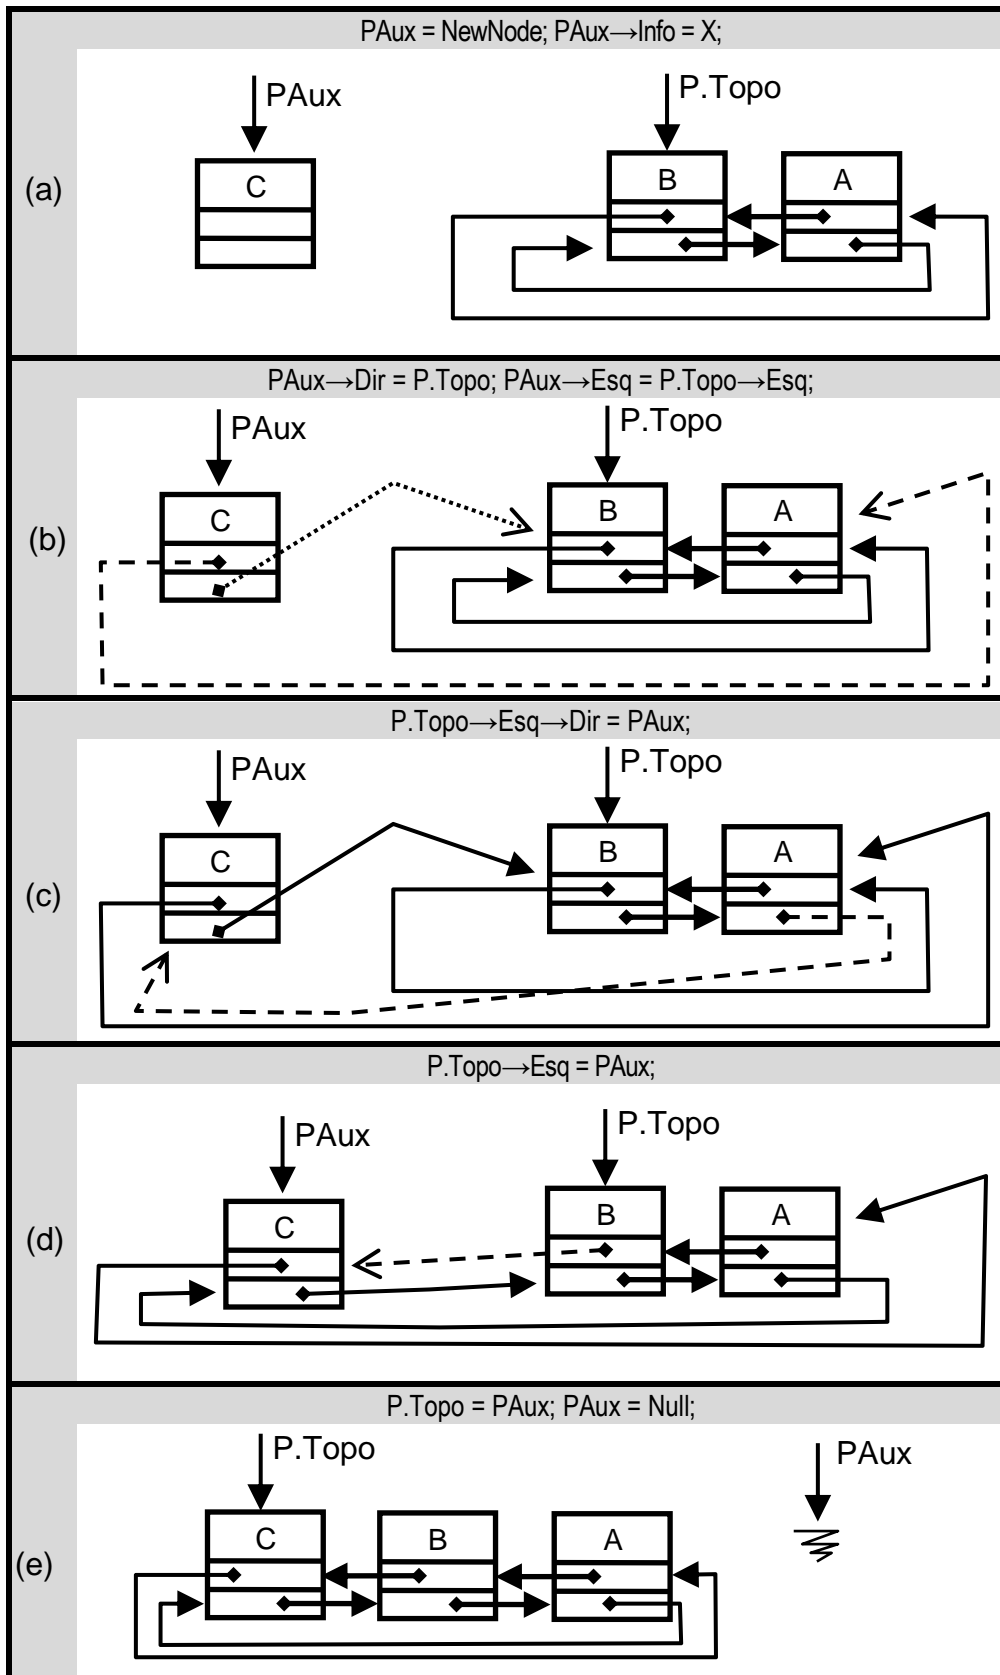 PAux = NewNode; PAux→Info = X;
(a)
PAux
P.Topo
C
B
A
PAux→Dir = P.Topo; PAux→Esq = P.Topo→Esq;
(b)
PAux
P.Topo
C
B
A
P.Topo→Esq→Dir = PAux;
(c)
PAux
P.Topo
C
B
A
P.Topo→Esq = PAux;
(d)
PAux
P.Topo
C
B
A
P.Topo = PAux; PAux = Null;
(e)
P.Topo
PAux
C
B
A